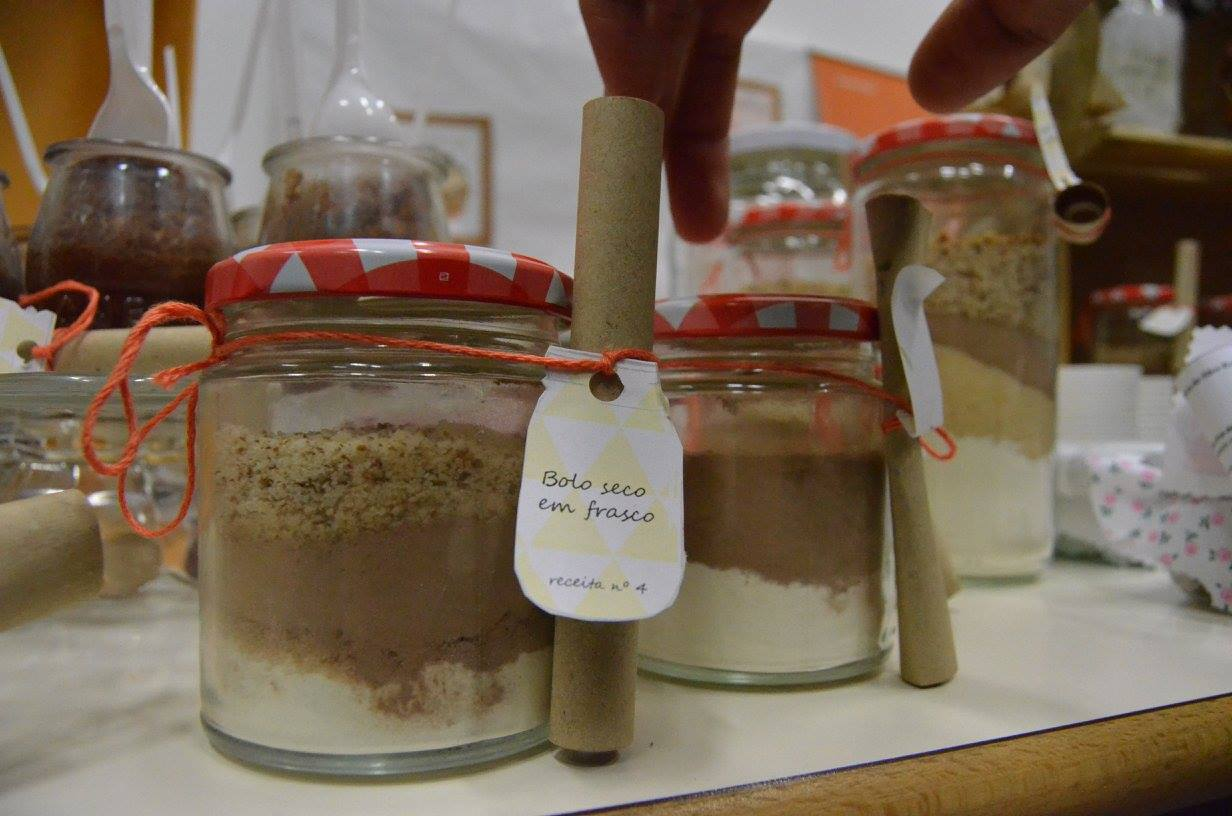 Bolo seco
em frasco
receita nº 4